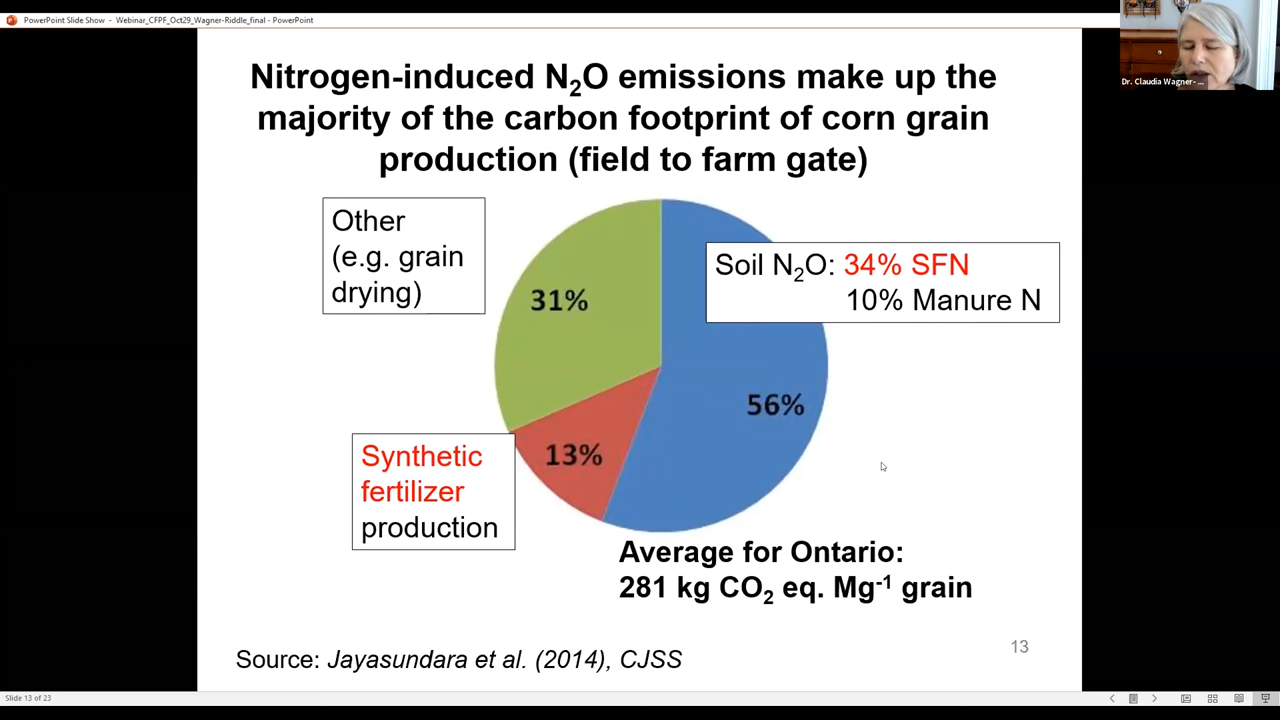 PowerPoint Slide Show - Webinar_CFPF_Oct29_Wagner-Riddle_final - PowerPoint
Dr. Claudia Wagner- ...
Nitrogen-induced N₂O emissions make up the
majority of the carbon footprint of corn grain
production (field to farm gate)
Other
(e.g. grain
drying)
Soil N₂O: 34% SFN
10% Manure N
31%
56%
13%
Synthetic
fertilizer
production
Average for Ontario:
281 kg CO₂ eq. Mg⁻¹ grain
13
Source: Jayasundara et al. (2014), CJSS
Slide 13 of 23